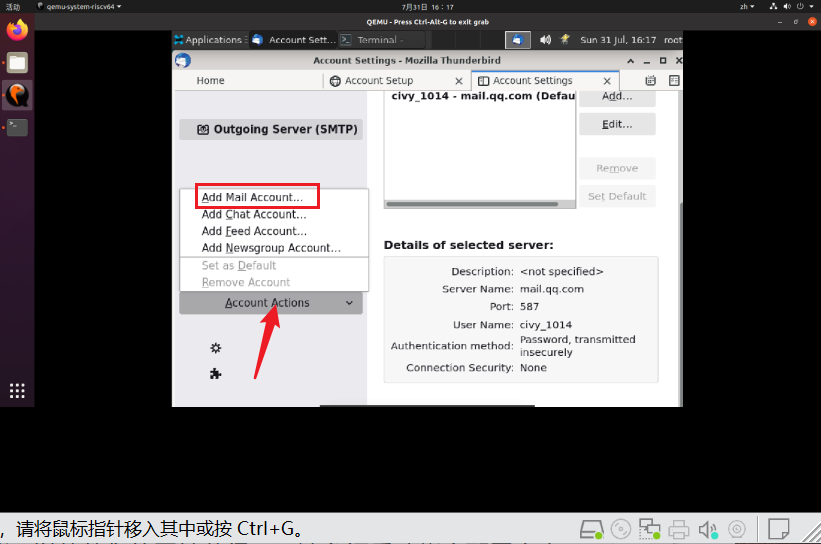 活动 qemu-system-riscv64 7月31日 16：17 zh
QEMU - Press Ctrl-Alt-G to exit grab
Applications Account Sett... Terminal - Sun 31 Jul, 16:17 root
Account Settings - Mozilla Thunderbird
Home Account Setup Account Settings
civy_1014 - mail.qq.com (Defau
Add...
Edit...
Remove
Set Default
Outgoing Server (SMTP)
Add Mail Account...
Add Chat Account...
Add Feed Account...
Add Newsgroup Account...
Set as Default
Remove Account
Account Actions
Details of selected server:
Description: <not specified>
Server Name: mail.qq.com
Port: 587
User Name: civy_1014
Authentication method: Password, transmitted
insecurely
Connection Security: None
，请将鼠标指针移入其中或按 Ctrl+G。